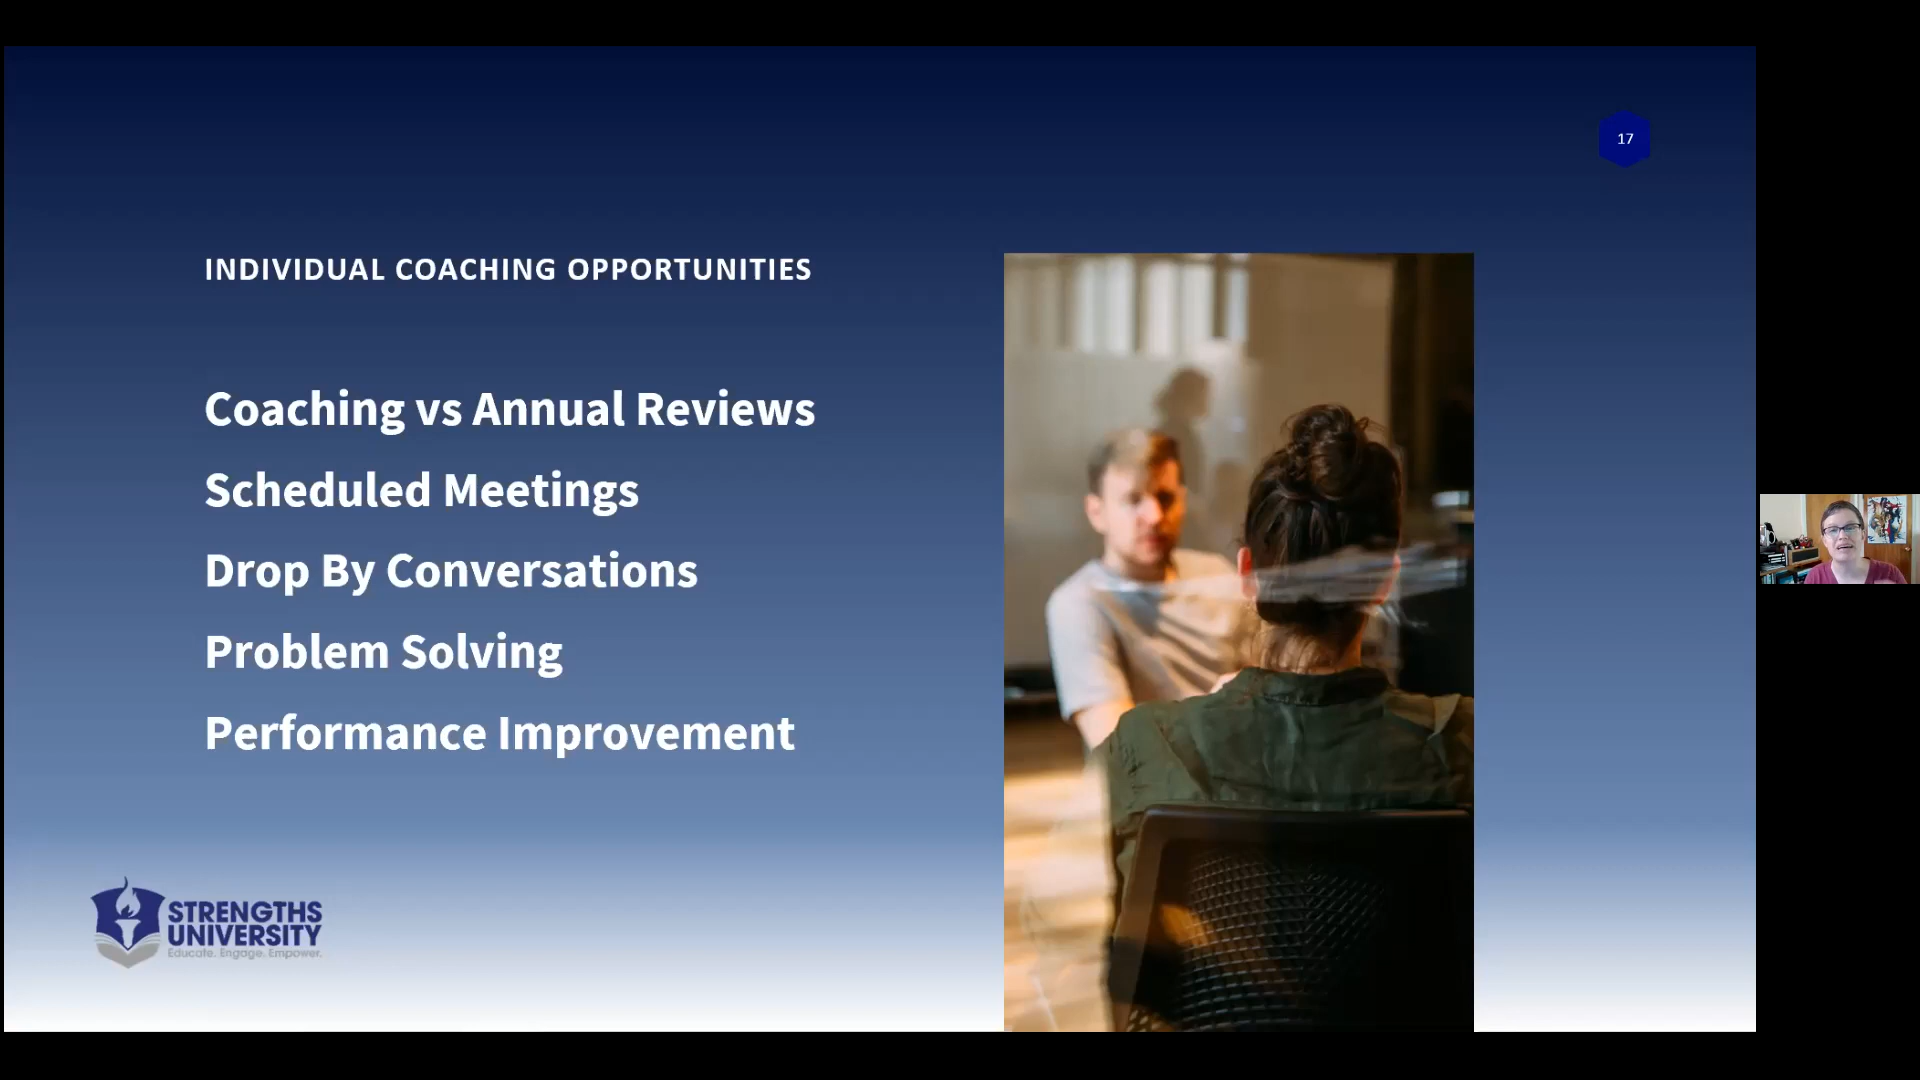 17
INDIVIDUAL COACHING OPPORTUNITIES
Coaching vs Annual Reviews
Scheduled Meetings
Drop By Conversations
Problem Solving
Performance Improvement
STRENGTHS
UNIVERSITY
Educate. Engage. Empower.